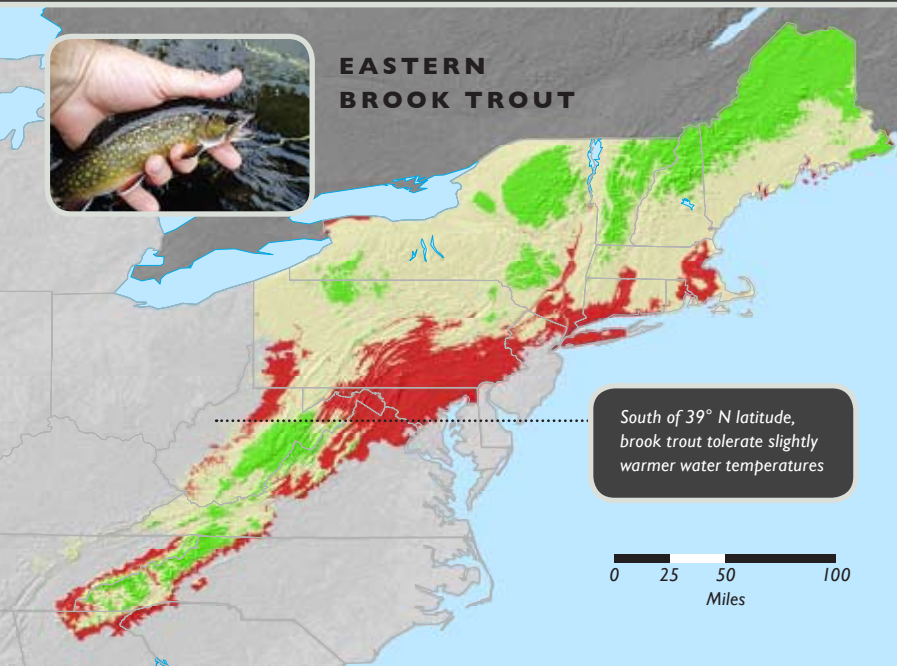 EASTERN
BROOK TROUT
South of 39° N latitude,
brook trout tolerate slightly
warmer water temperatures
0 25 50 100
Miles